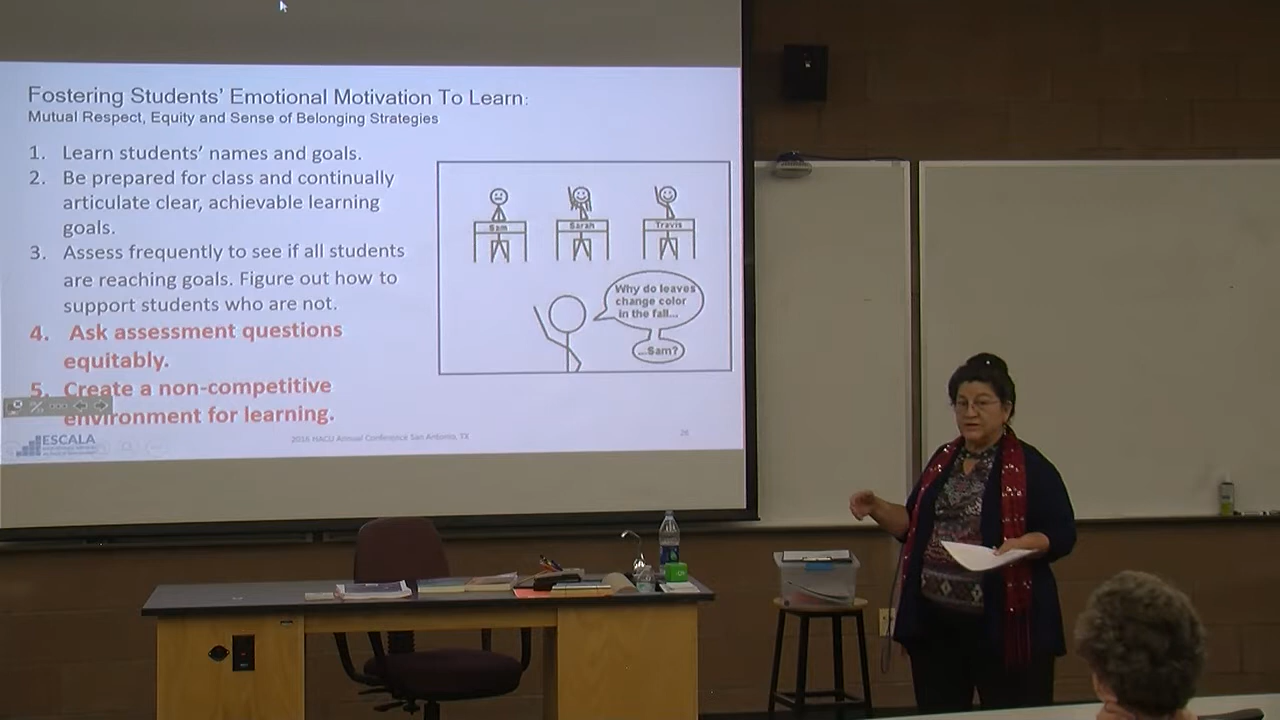 Fostering Students' Emotional Motivation To Learn:
Mutual Respect, Equity and Sense of Belonging Strategies
1. Learn students' names and goals.
2. Be prepared for class and continually
articulate clear, achievable learning
goals.
3. Assess frequently to see if all students
are reaching goals. Figure out how to
support students who are not.
4. Ask assessment questions
equitably.
5. Create a non-competitive
environment for learning.
Sam
Sarah
Travis
Why do leaves
change color
in the fall...
...Sam?
ESCALA
2016 HACU Annual Conference San Antonio, TX
26